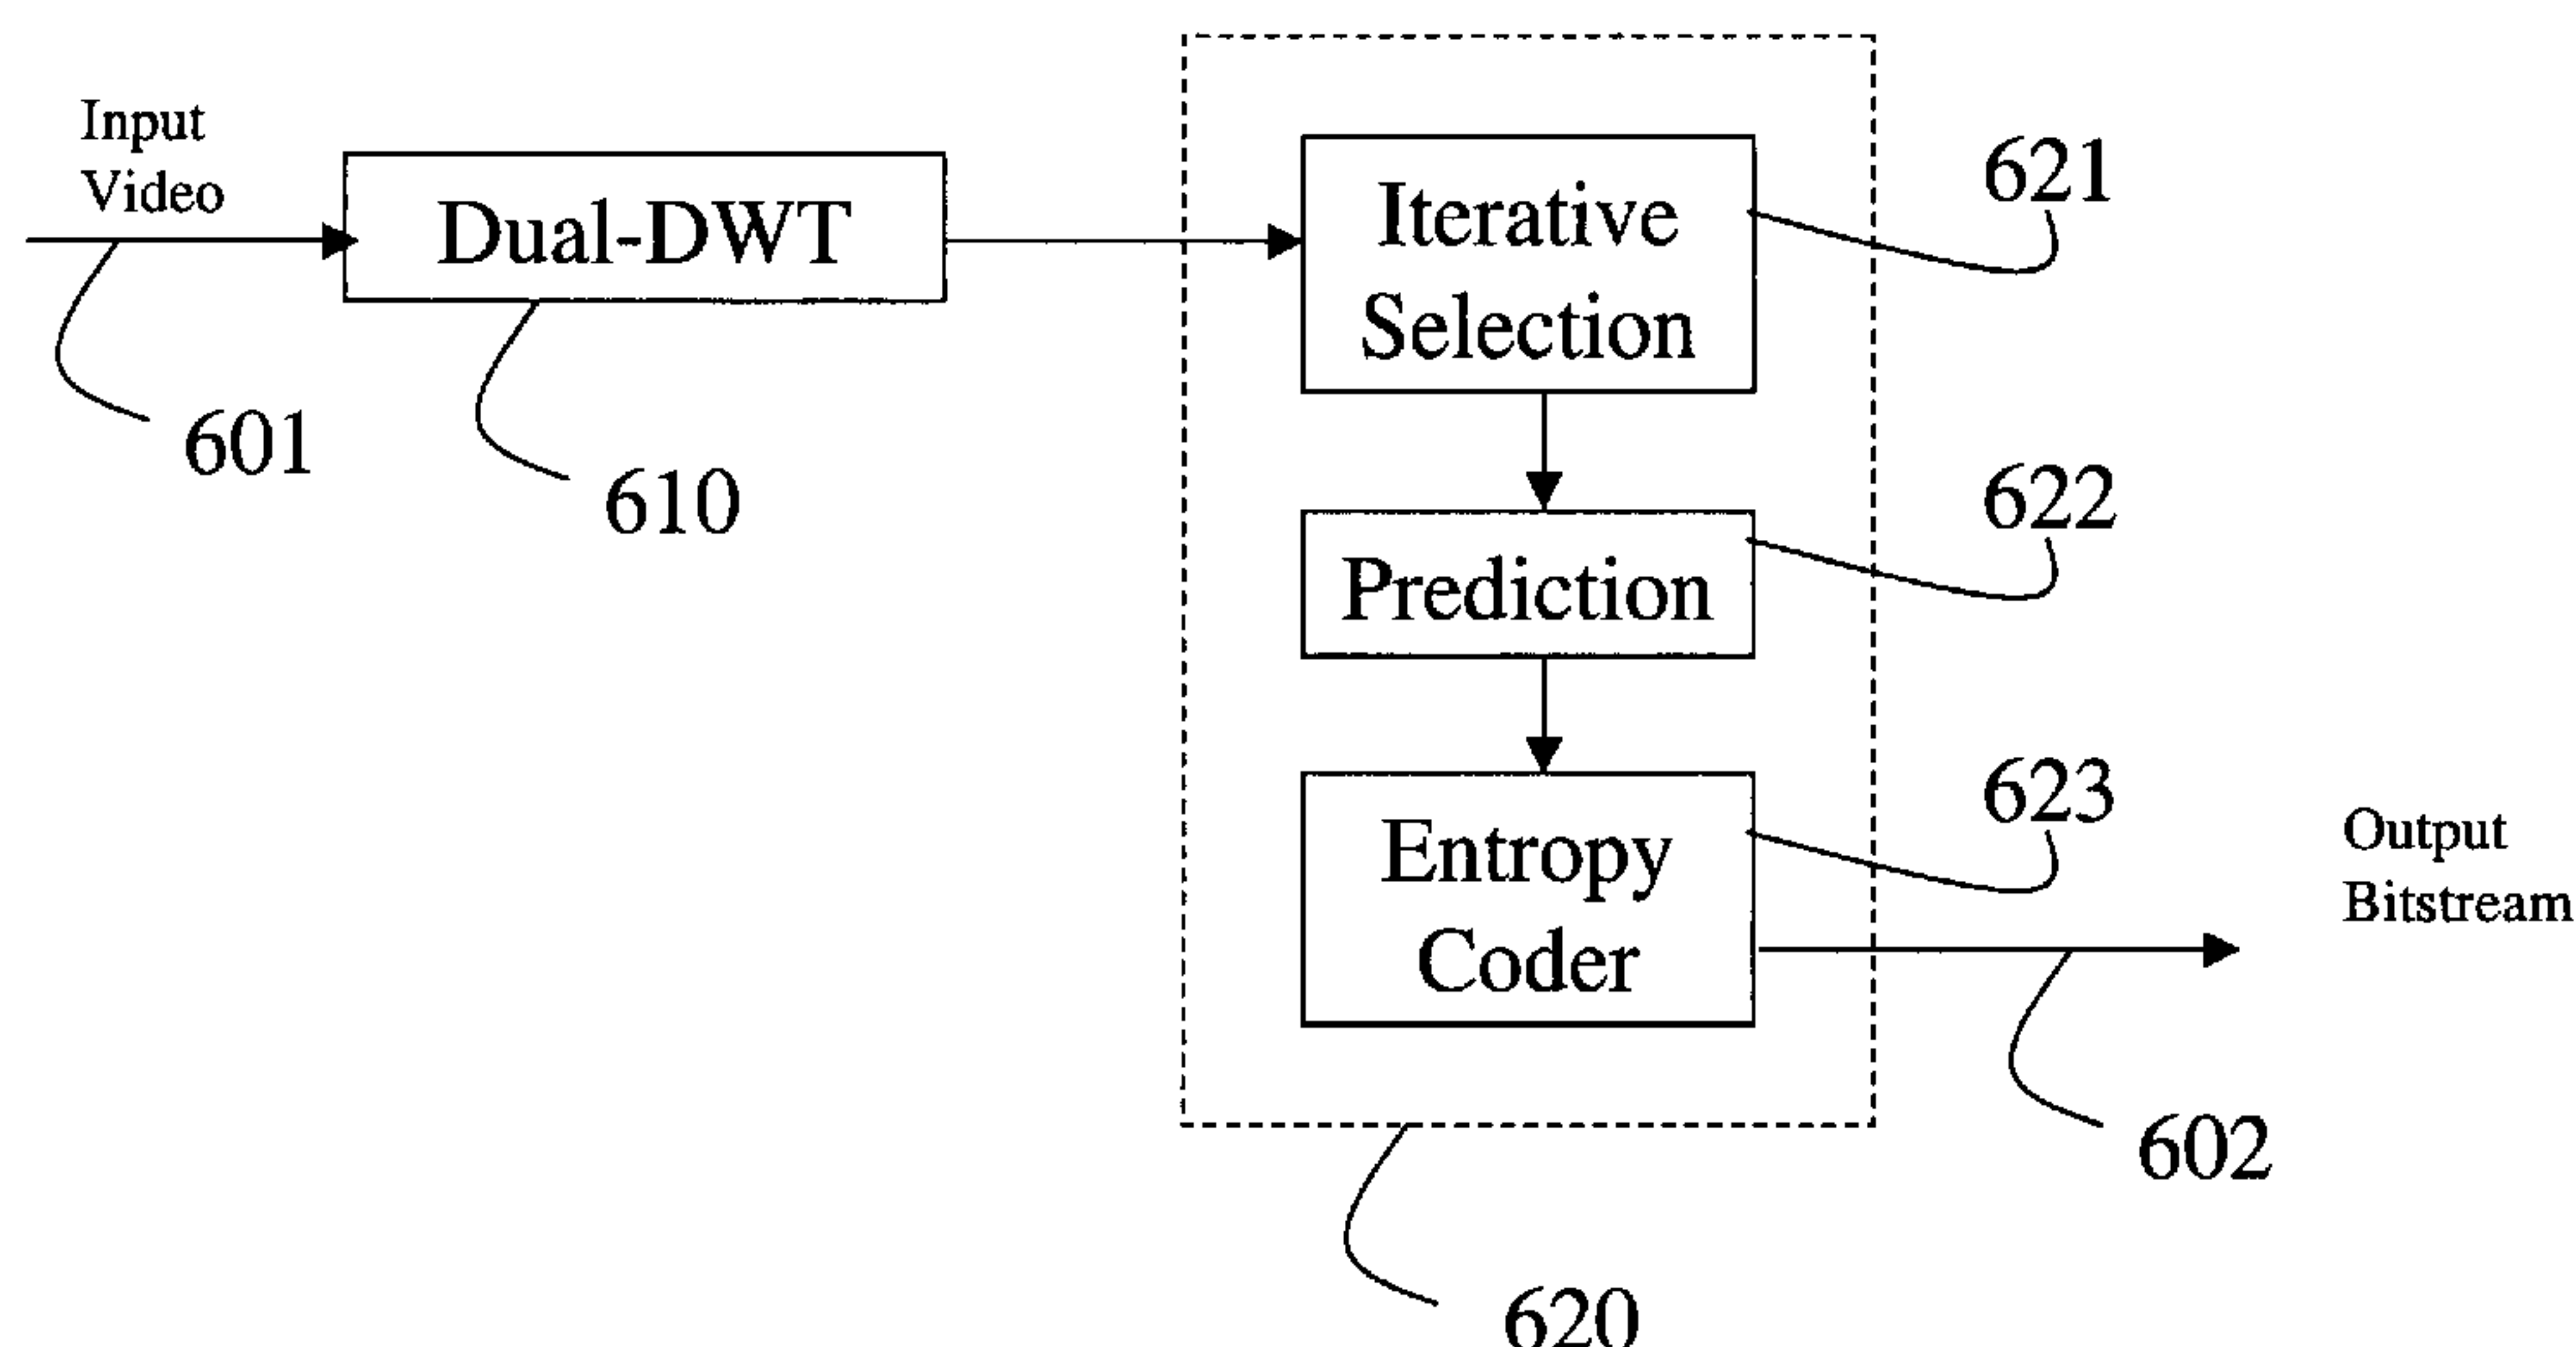 Input
Video
Dual-DWT
601
610
Iterative
Selection
621
Prediction
622
Entropy
Coder
623
Output
Bitstream
602
620